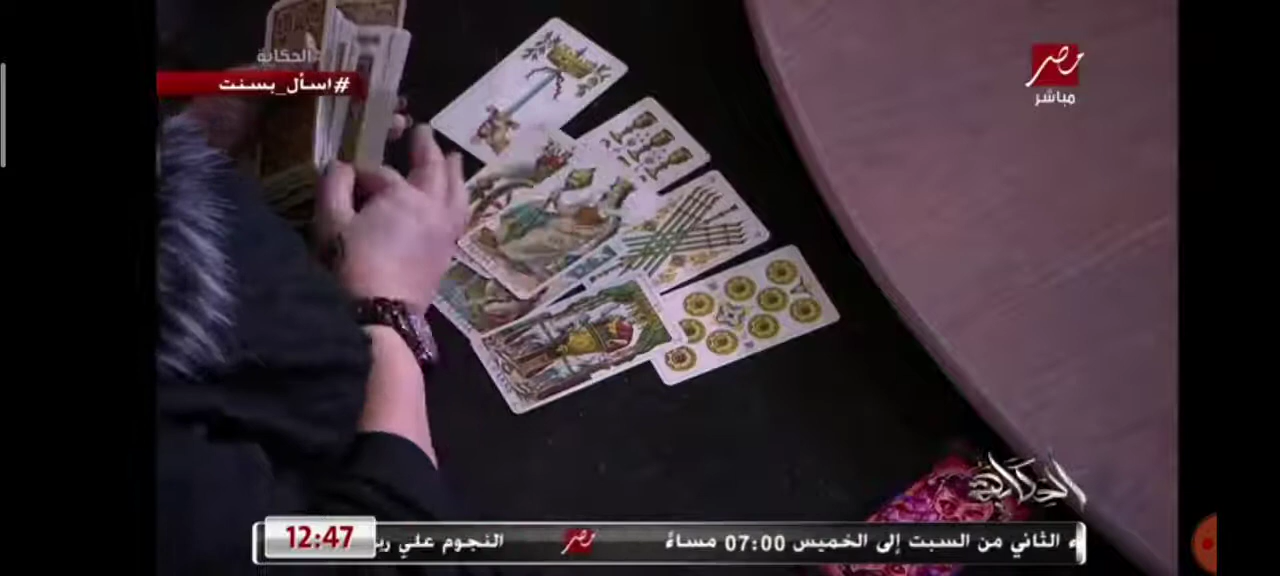 الحكاية
#اسأل_بسنت
مصر
مباشر
الحكاية
12:47
الثاني من السبت إلى الخميس 07:00 مساءً
مصر
النجوم علي